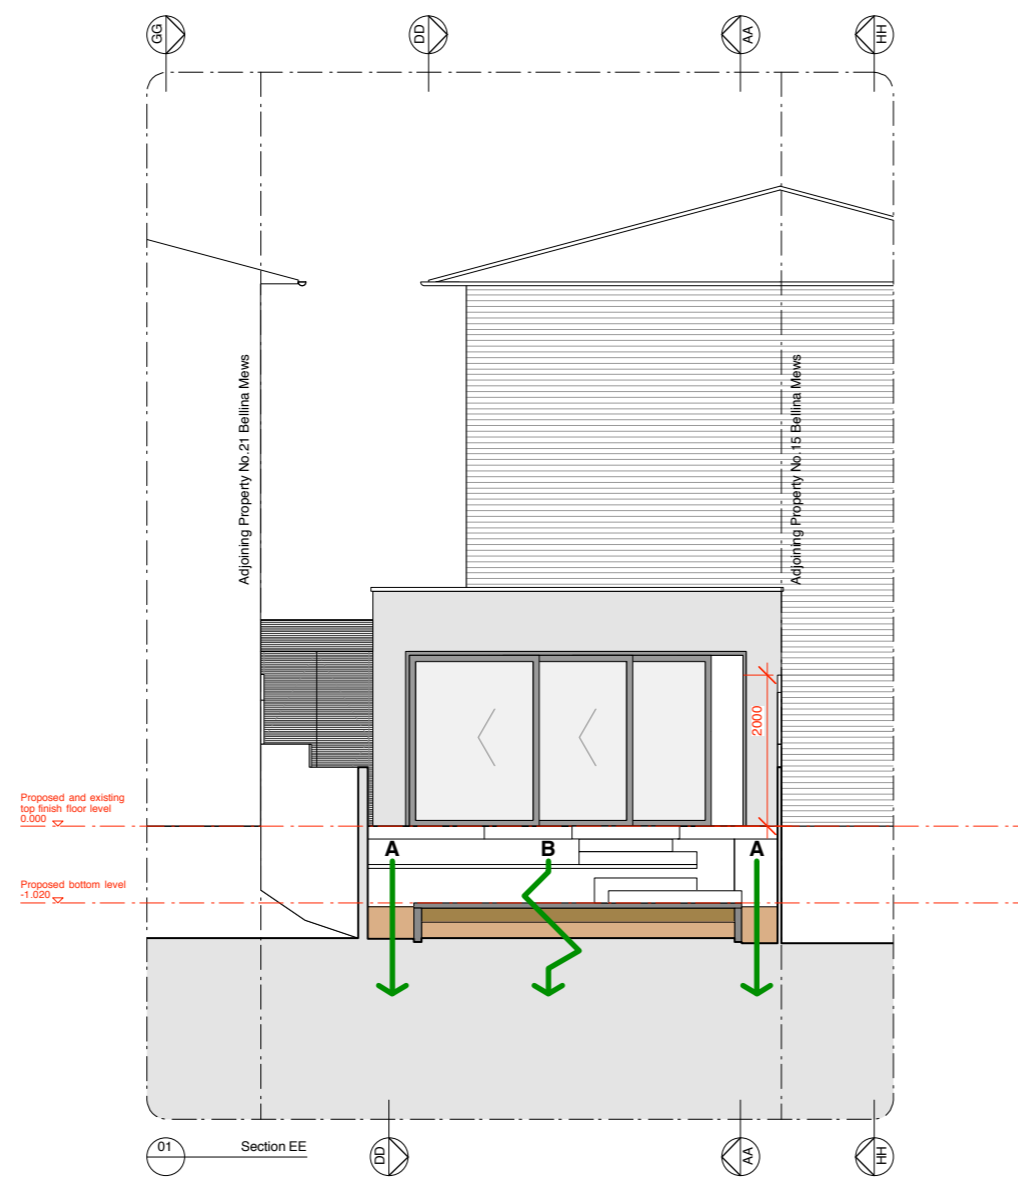 GG
DD
AA
HH
Adjoining Property No.21 Bellina Mews
Adjoining Property No.15 Bellina Mews
2000
Proposed and existing
top finish floor level
0.000
A
B
A
Proposed bottom level
-1.020
01
Section EE
DD
AA
HH